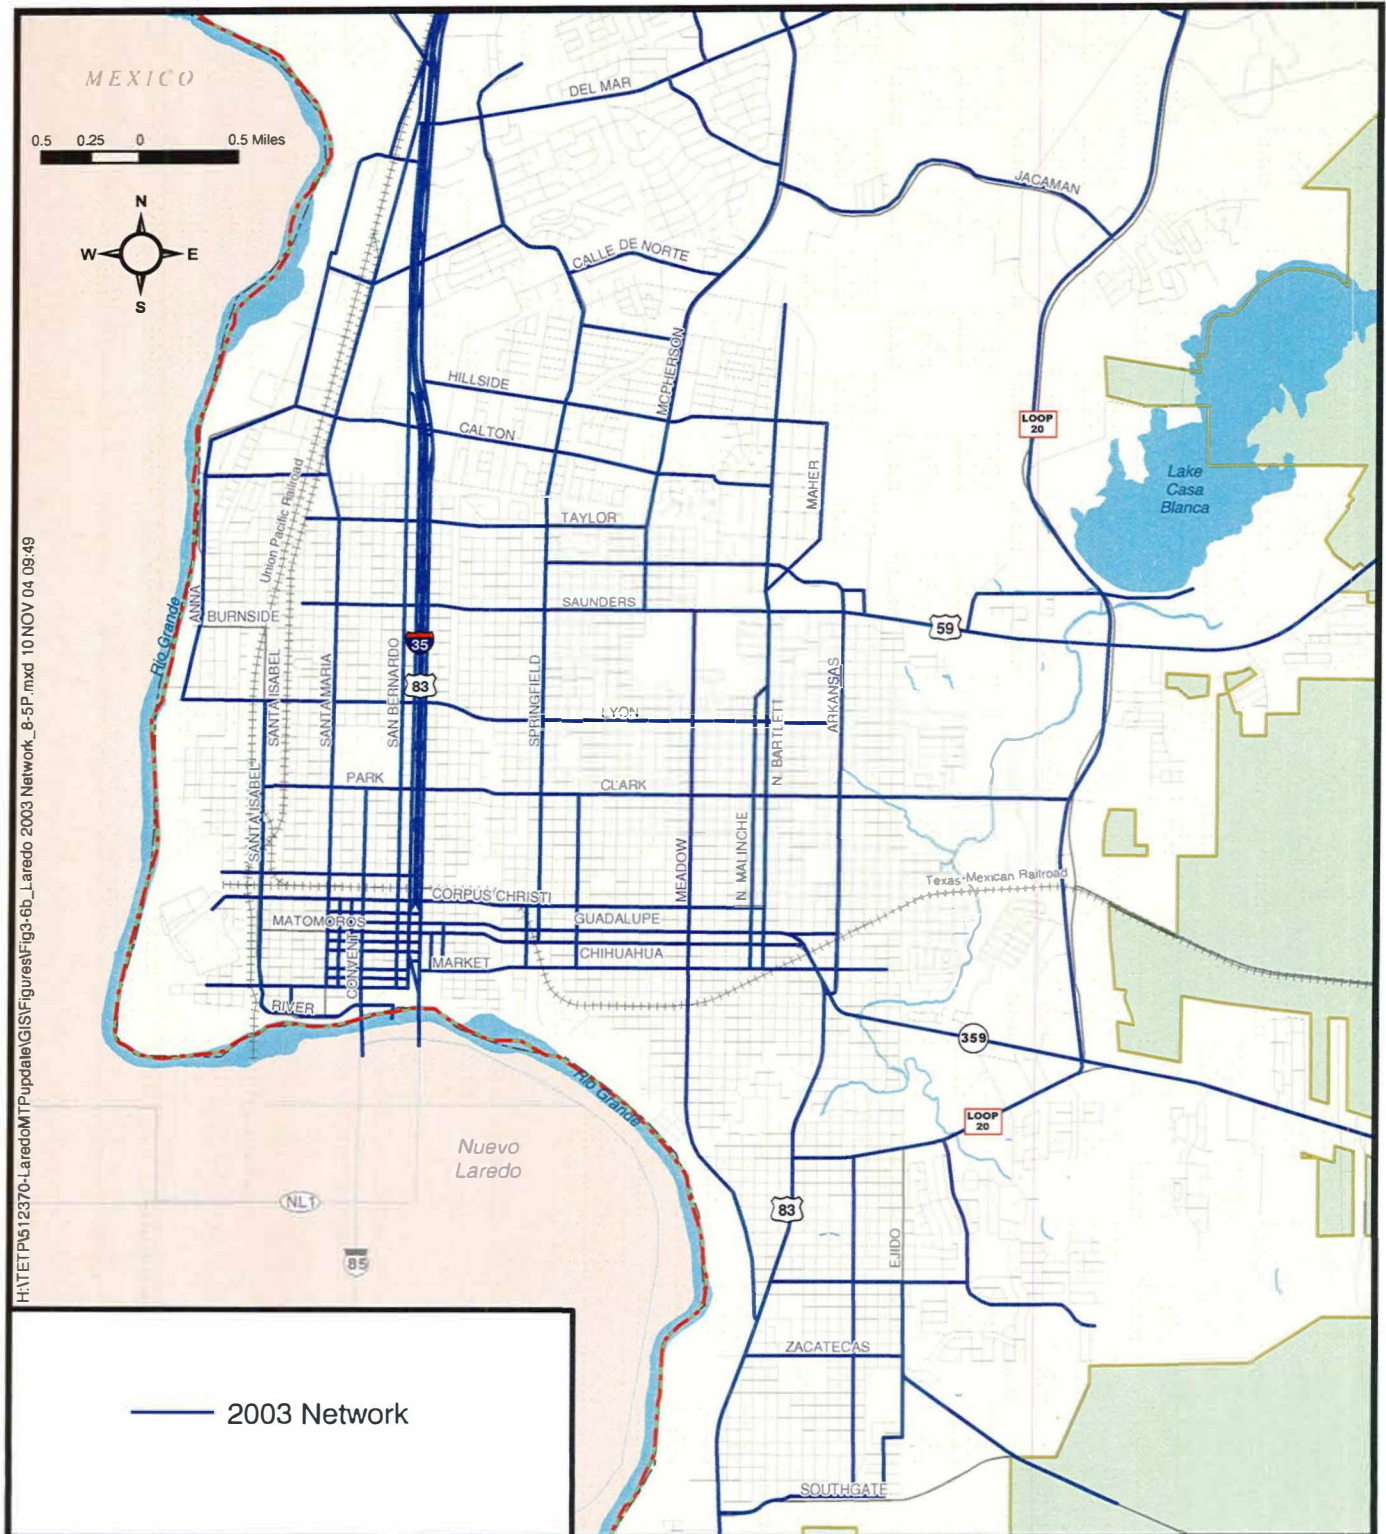 MEXICO
0.5 0.25 0 0.5 Miles
N
W E
S
DEL MAR
JACAMAN
CALLE DE NORTE
MCPHERSON
HILLSIDE
CALTON
LOOP
20
MAHER
Lake
Casa
Blanca
Union Pacific Railroad
TAYLOR
ANNA
BURNSIDE
SAUNDERS
59
Rio Grande
35
83
SANTA ISABEL
SANTA MARIA
SAN BERNARDO
SPRINGFIELD
LYON
N BARTLETT
ARKANSAS
PARK
CLARK
SANTA ISABEL
MEADOW
N MALINCHE
Texas-Mexican Railroad
CORPUS CHRISTI
MATOMOROS
GUADALUPE
CONVENT
MARKET
CHIHUAHUA
RIVER
359
Rio Grande
LOOP
20
Nuevo
Laredo
NL1
85
83
EJIDO
ZACATECAS
SOUTHGATE
2003 Network
H:\TETP\512370-LaredoMTPupdate\GIS\Figures\Fig3-6b_Laredo 2003 Network_8-5P.mxd 10 NOV 04 09:49